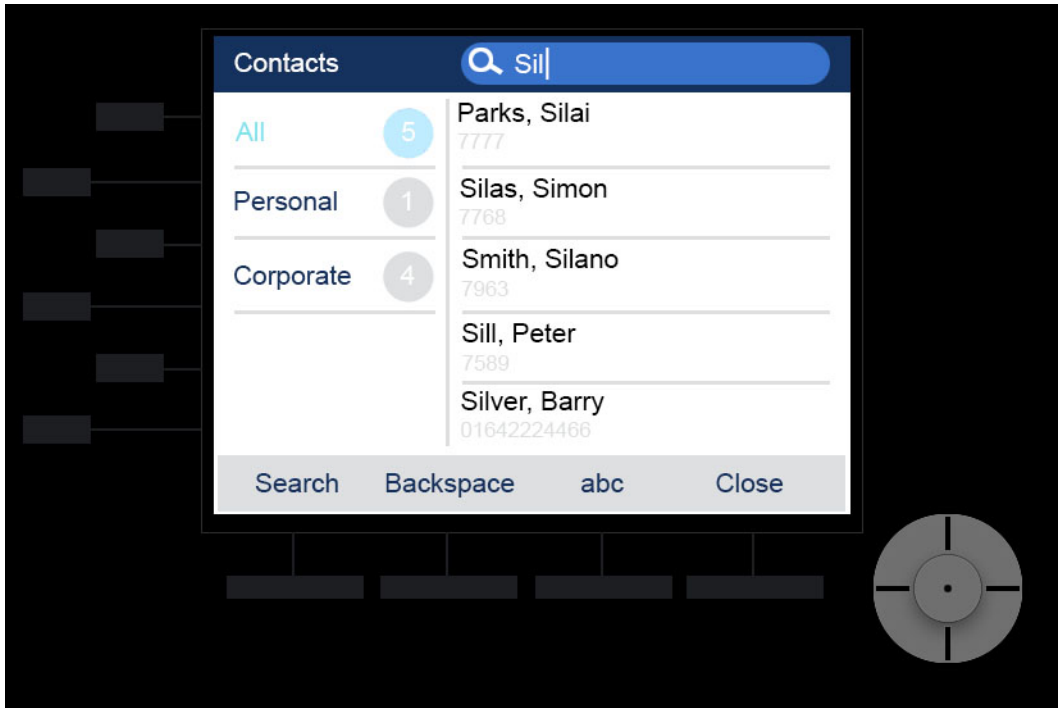 Contacts
Sil
All 5
Personal 1
Corporate 4
Parks, Silai
7777
Silas, Simon
7768
Smith, Silano
7963
Sill, Peter
7589
Silver, Barry
01642224466
Search Backspace abc Close